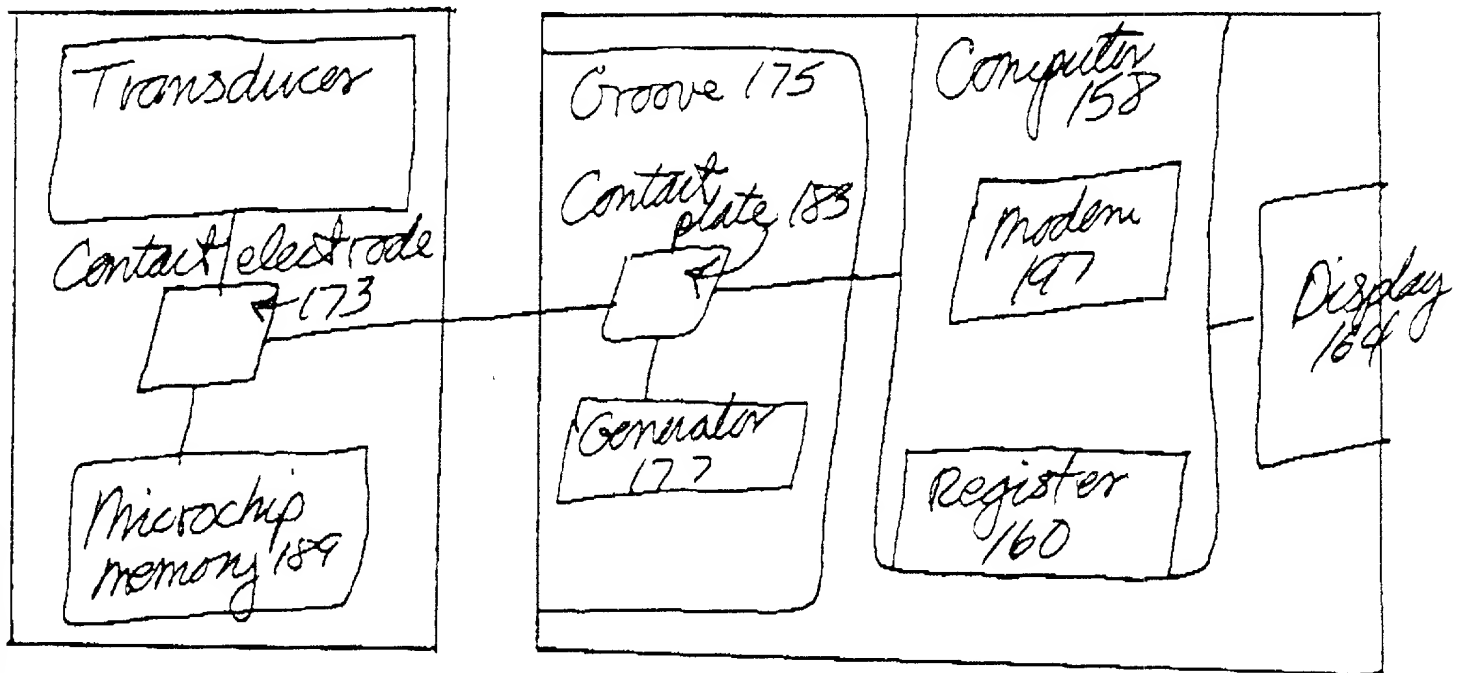 Transducer
Contact electrode
173
Microchip
memory 189
Groove 175
Contact
plate 183
Generator
177
Computer
158
Modem
197
Register
160
Display
164